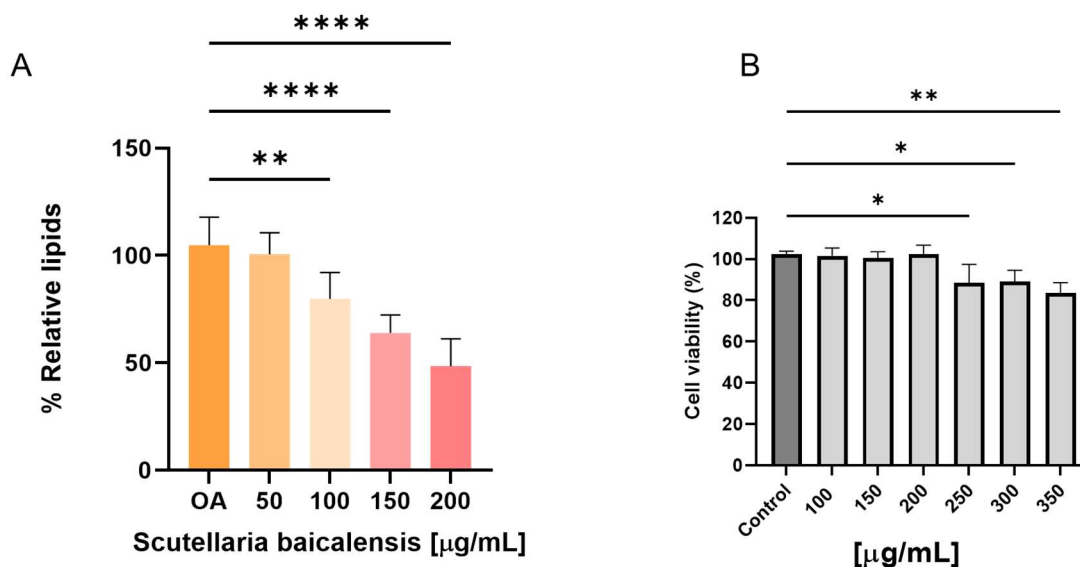 A
****
****
**
% Relative lipids
150
100
50
0
OA 50 100 150 200
Scutellaria baicalensis [μg/mL]
B
**
*
*
Cell viability (%)
120
100
80
60
40
20
0
Control 100 150 200 250 300 350
[μg/mL]